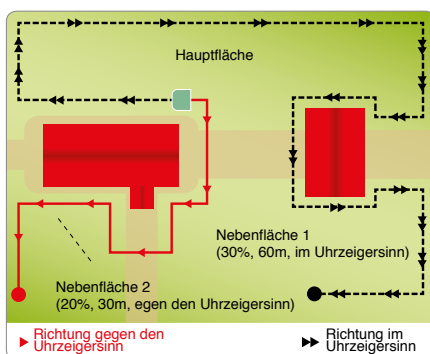 Hauptfläche
Nebenfläche 1
(30%, 60m, im Uhrzeigersinn)
Nebenfläche 2
(20%, 30m, egen den Uhrzeigersinn)
Richtung gegen den
Uhrzeigersinn
Richtung im
Uhrzeigersinn